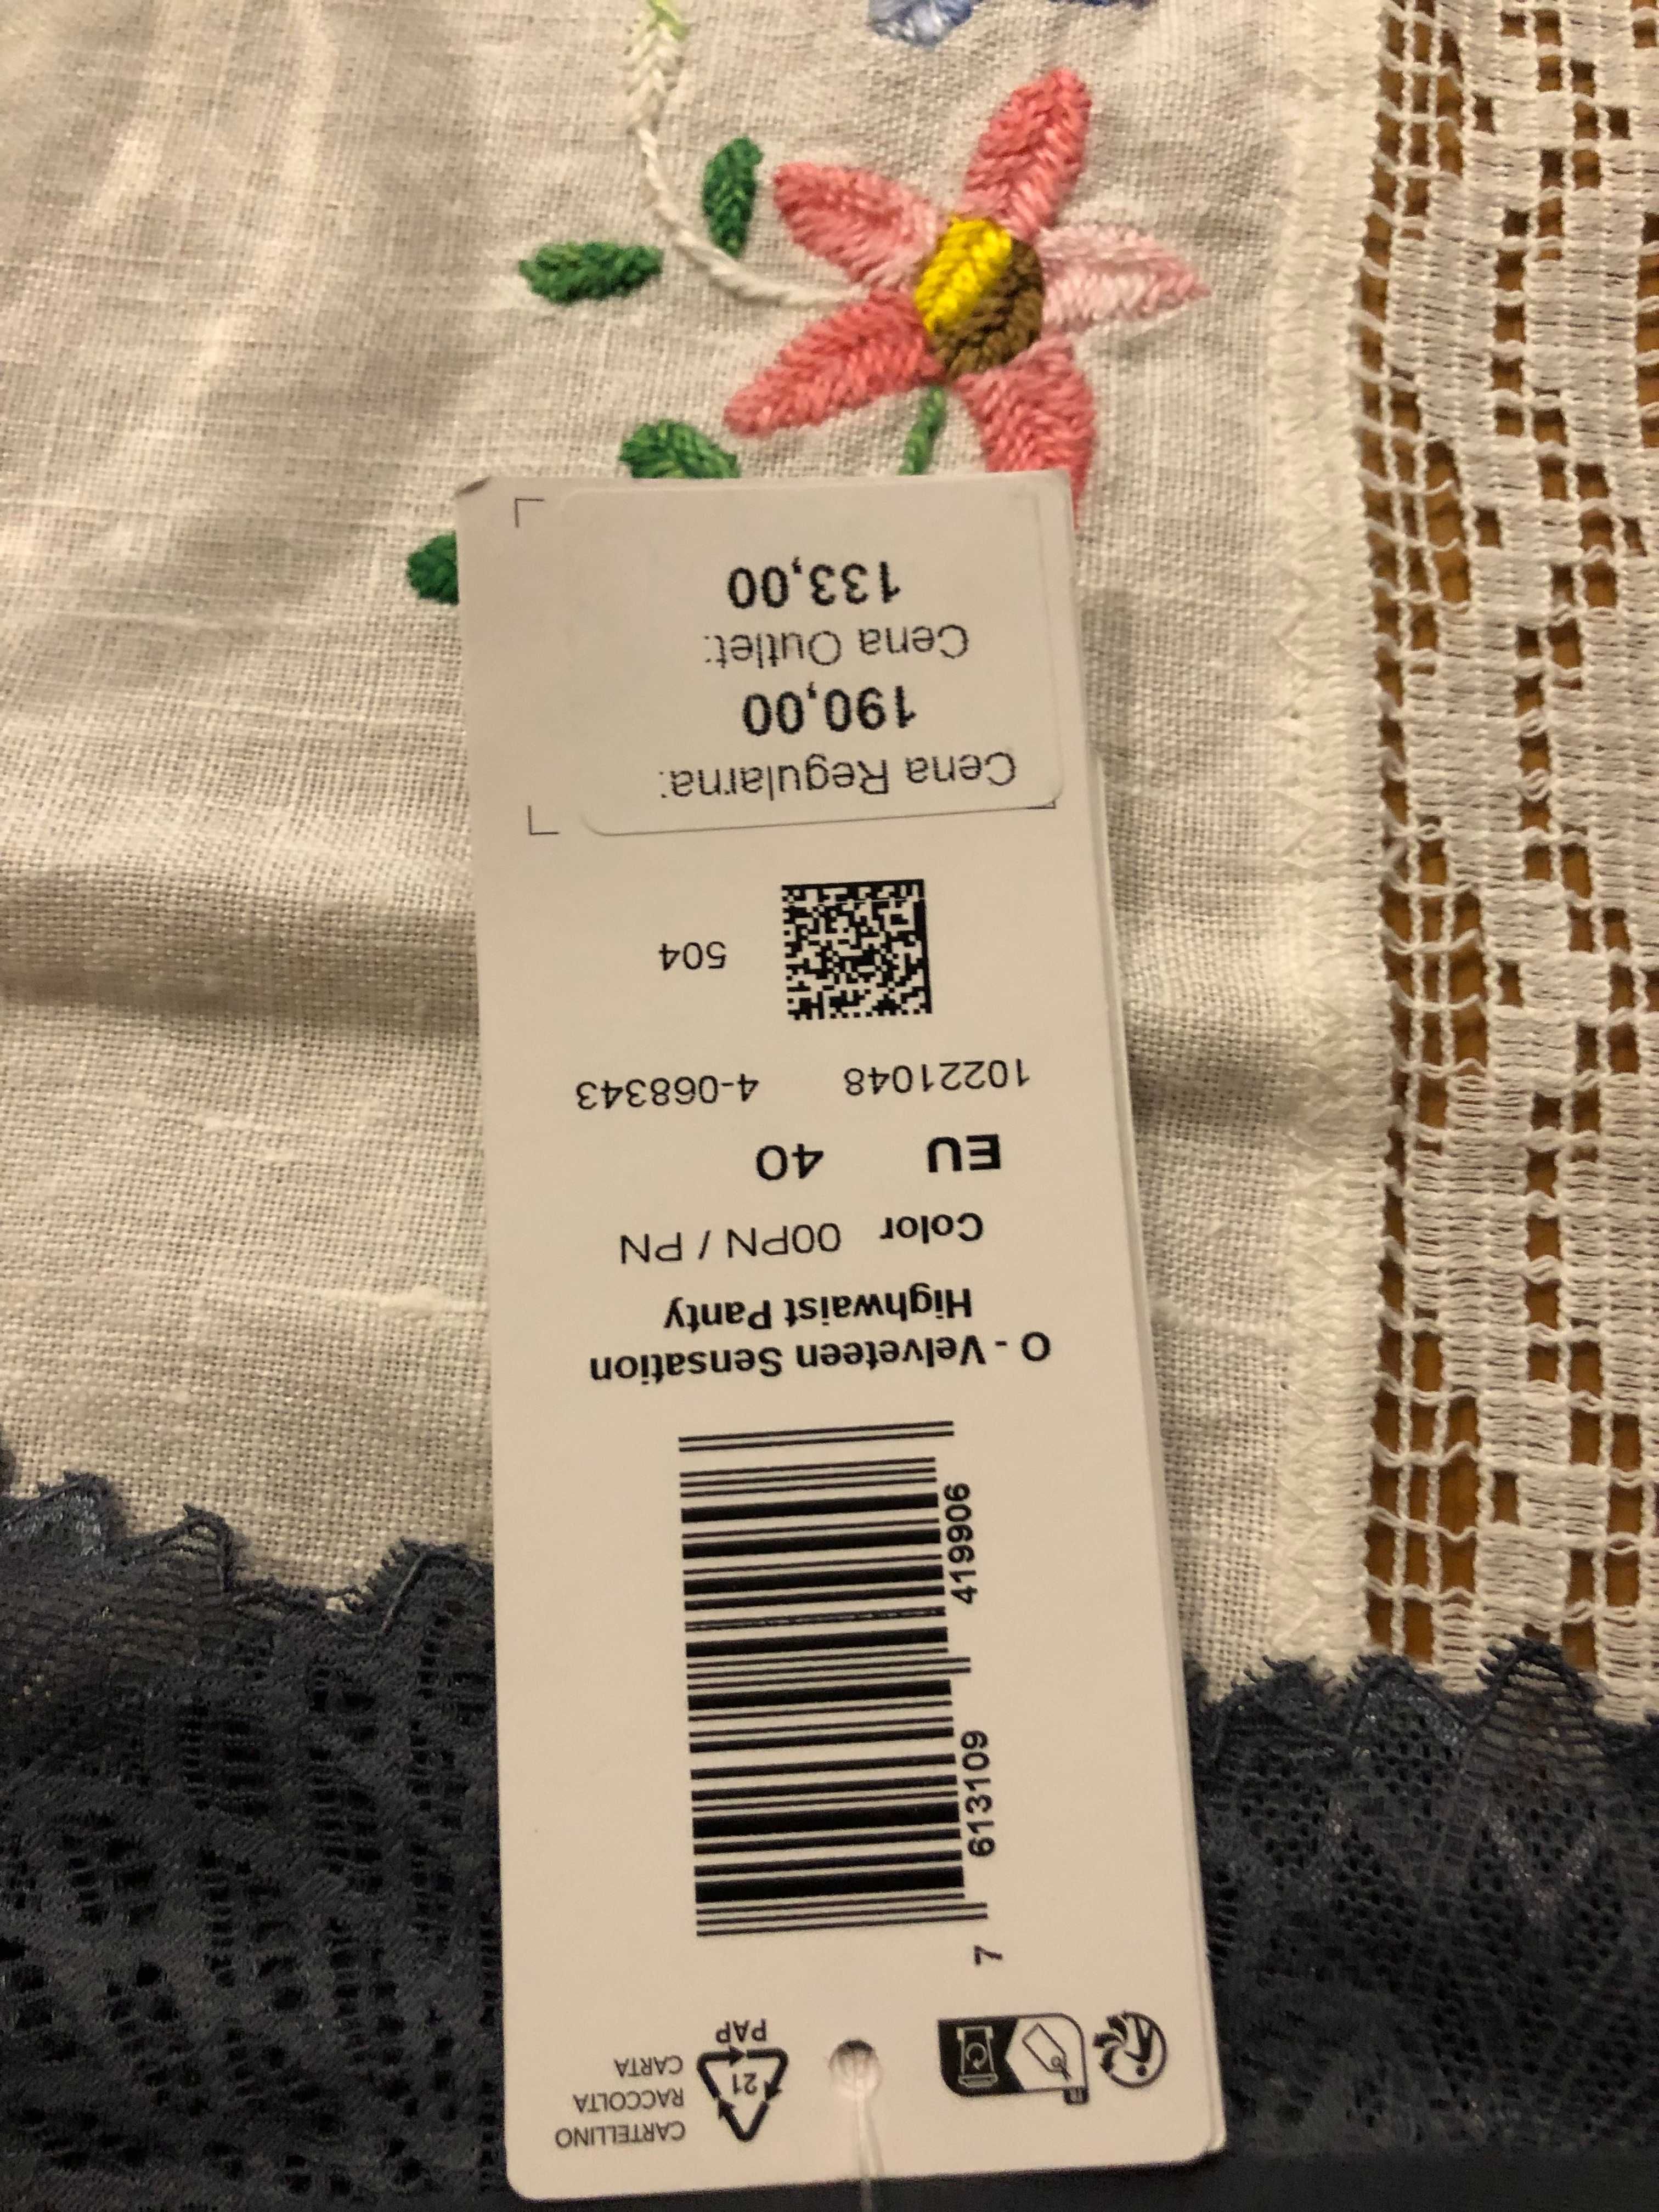 CARTELLINO
RACCOLTA
CARTA
21
PAP
FR
7 613109 419906
O - Velveteen Sensation
Highwaist Panty
Color 00PN / PN
EU 40
10221048 4-068343
504
Cena Regularna:
190,00
Cena Outlet:
133,00